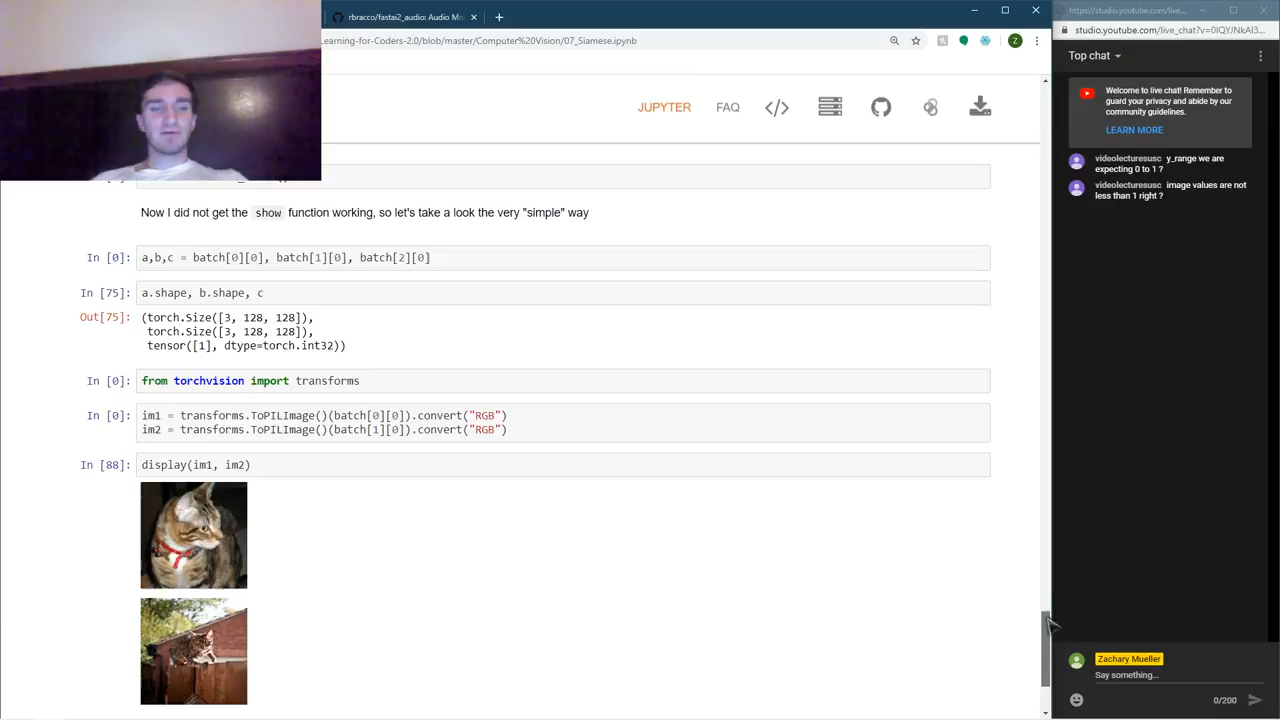 rbracco/fastai2_audio: Audio Mo
https://studio.youtube.com/live...
Learning-for-Coders-2.0/blob/master/Computer%20Vision/07_Siamese.ipynb
studio.youtube.com/live_chat?v=0IQYJNkAI3...
Top chat
JUPYTER FAQ
Welcome to live chat! Remember to
guard your privacy and abide by our
community guidelines.
LEARN MORE
videolecturesusc y_range we are
expecting 0 to 1 ?
videolecturesusc image values are not
less than 1 right ?
Now I did not get the show function working, so let's take a look the very "simple" way
In [0]: a,b,c = batch[0][0], batch[1][0], batch[2][0]
In [75]: a.shape, b.shape, c
Out[75]: (torch.Size([3, 128, 128]),
torch.Size([3, 128, 128]),
tensor([1], dtype=torch.int32))
In [0]: from torchvision import transforms
In [0]: im1 = transforms.ToPILImage()(batch[0][0]).convert("RGB")
im2 = transforms.ToPILImage()(batch[1][0]).convert("RGB")
In [88]: display(im1, im2)
Zachary Mueller
Say something...
0/200